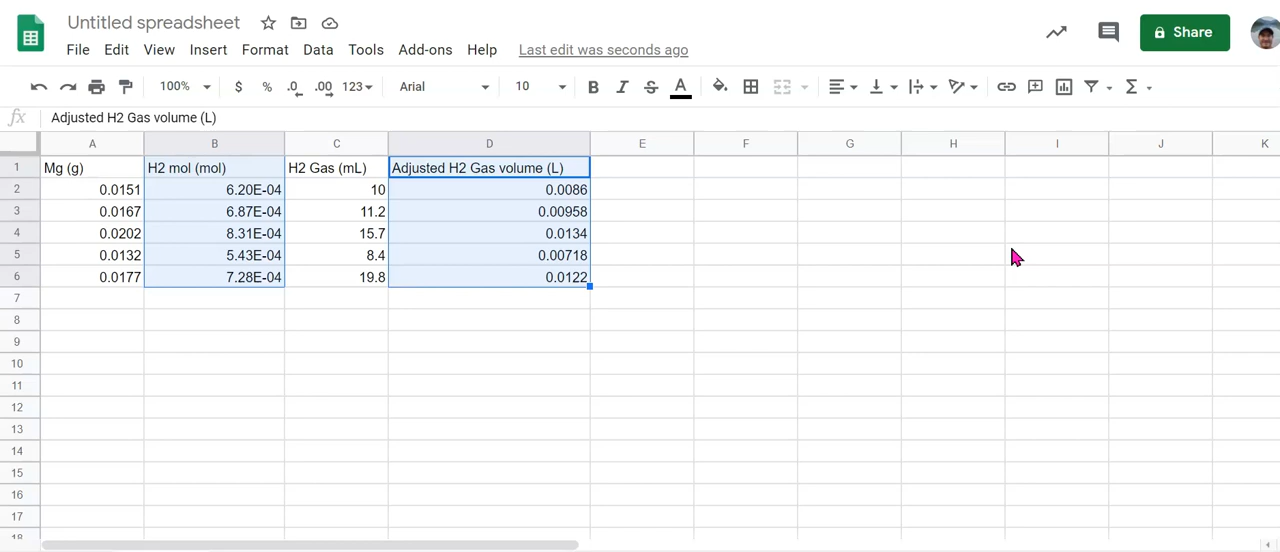 Untitled spreadsheet
File Edit View Insert Format Data Tools Add-ons Help Last edit was seconds ago
Share
100% $ % .0 .00 123 Arial 10 B I S A Σ
fx Adjusted H2 Gas volume (L)
A B C D E F G H I J K
1 Mg (g) H2 mol (mol) H2 Gas (mL) Adjusted H2 Gas volume (L)
2 0.0151 6.20E-04 10 0.0086
3 0.0167 6.87E-04 11.2 0.00958
4 0.0202 8.31E-04 15.7 0.0134
5 0.0132 5.43E-04 8.4 0.00718
6 0.0177 7.28E-04 19.8 0.0122
7
8
9
10
11
12
13
14
15
16
17
18